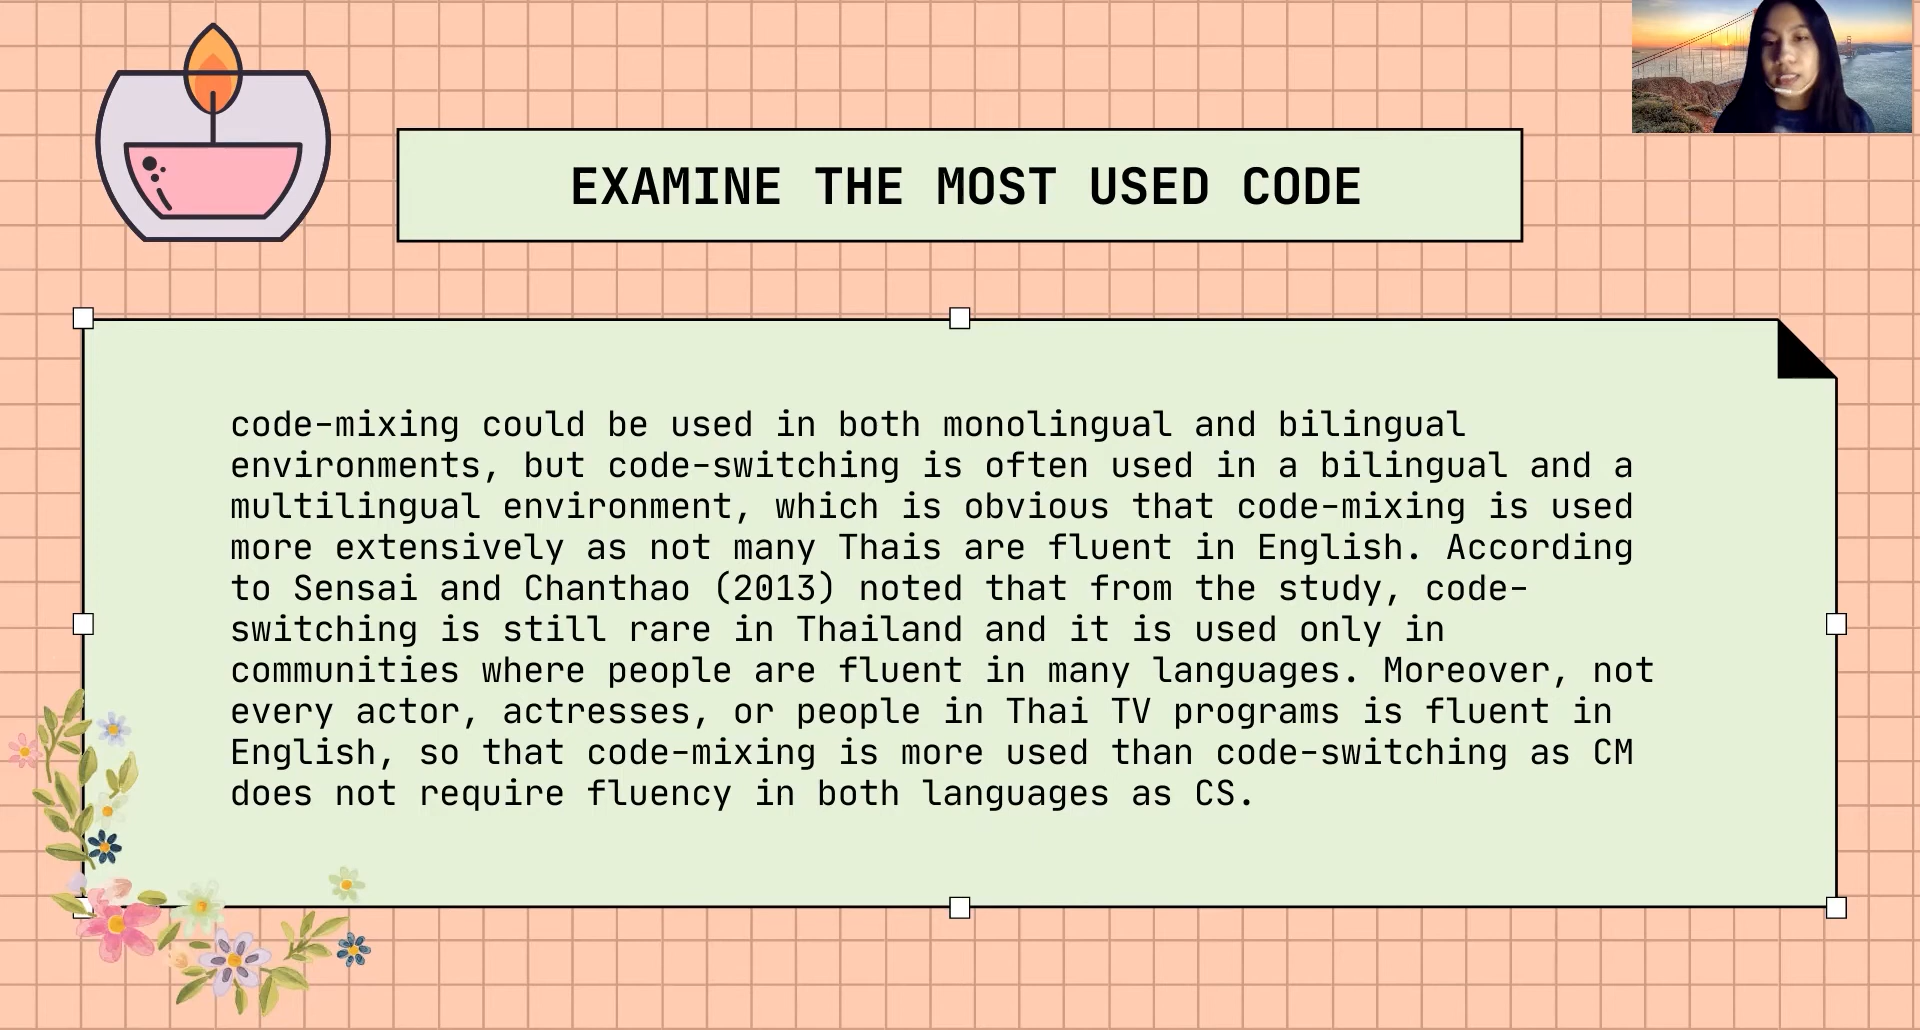 EXAMINE THE MOST USED CODE
code-mixing could be used in both monolingual and bilingual
environments, but code-switching is often used in a bilingual and a
multilingual environment, which is obvious that code-mixing is used
more extensively as not many Thais are fluent in English. According
to Sensai and Chanthao (2013) noted that from the study, code-
switching is still rare in Thailand and it is used only in
communities where people are fluent in many languages. Moreover, not
every actor, actresses, or people in Thai TV programs is fluent in
English, so that code-mixing is more used than code-switching as CM
does not require fluency in both languages as CS.